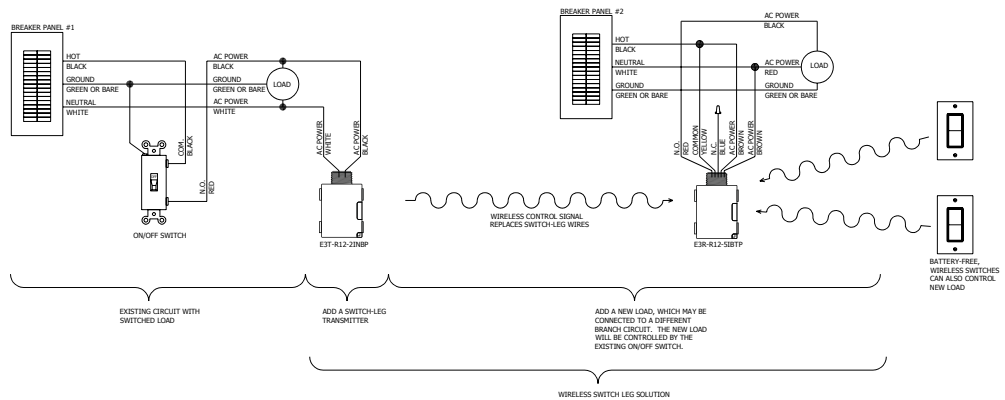 BREAKER PANEL #1
HOT
BLACK
GROUND
GREEN OR BARE
NEUTRAL
WHITE
AC POWER
BLACK
GROUND
GREEN OR BARE
AC POWER
WHITE
LOAD
COM.
BLACK
N.O.
RED
ON/OFF SWITCH
AC POWER
WHITE
AC POWER
BLACK
E3T-R12-2INBP
WIRELESS CONTROL SIGNAL
REPLACES SWITCH-LEG WIRES
BREAKER PANEL #2
HOT
BLACK
NEUTRAL
WHITE
GROUND
GREEN OR BARE
AC POWER
BLACK
AC POWER
RED
GROUND
GREEN OR BARE
LOAD
N.O.
RED
COMMON
YELLOW
N.C.
BLUE
AC POWER
BROWN
AC POWER
BROWN
E3R-R12-5IBTP
BATTERY-FREE,
WIRELESS SWITCHES
CAN ALSO CONTROL
NEW LOAD
EXISTING CIRCUIT WITH
SWITCHED LOAD
ADD A SWITCH-LEG
TRANSMITTER
ADD A NEW LOAD, WHICH MAY BE
CONNECTED TO A DIFFERENT
BRANCH CIRCUIT. THE NEW LOAD
WILL BE CONTROLLED BY THE
EXISTING ON/OFF SWITCH.
WIRELESS SWITCH LEG SOLUTION